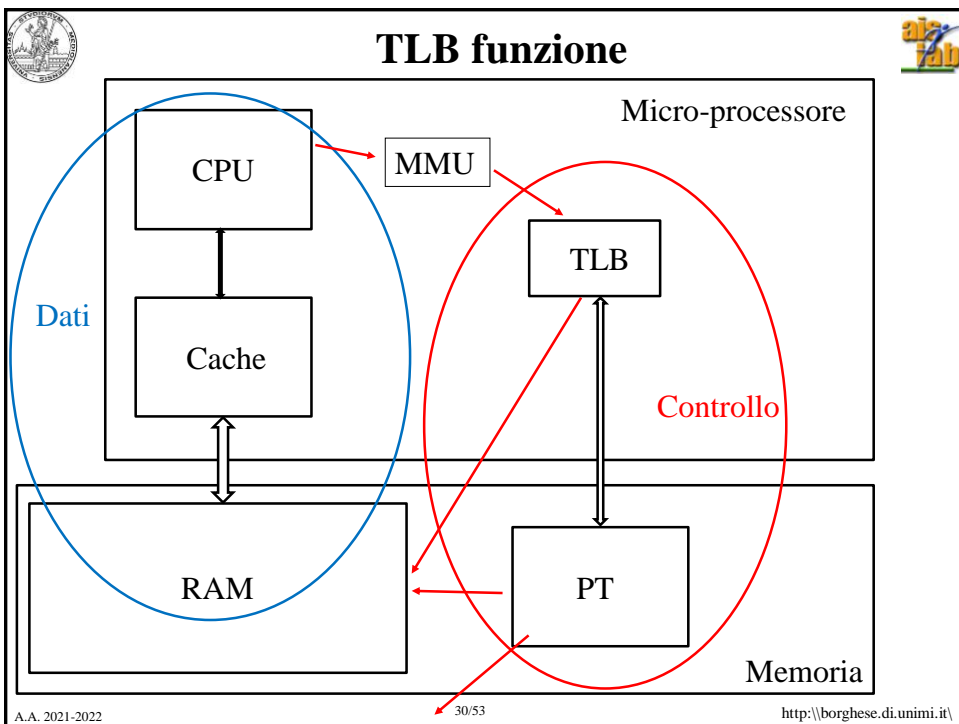 TLB funzione
Micro-processore
CPU
MMU
TLB
Dati
Cache
Controllo
RAM
PT
Memoria
A.A. 2021-2022
30/53
http:\\borghese.di.unimi.it\